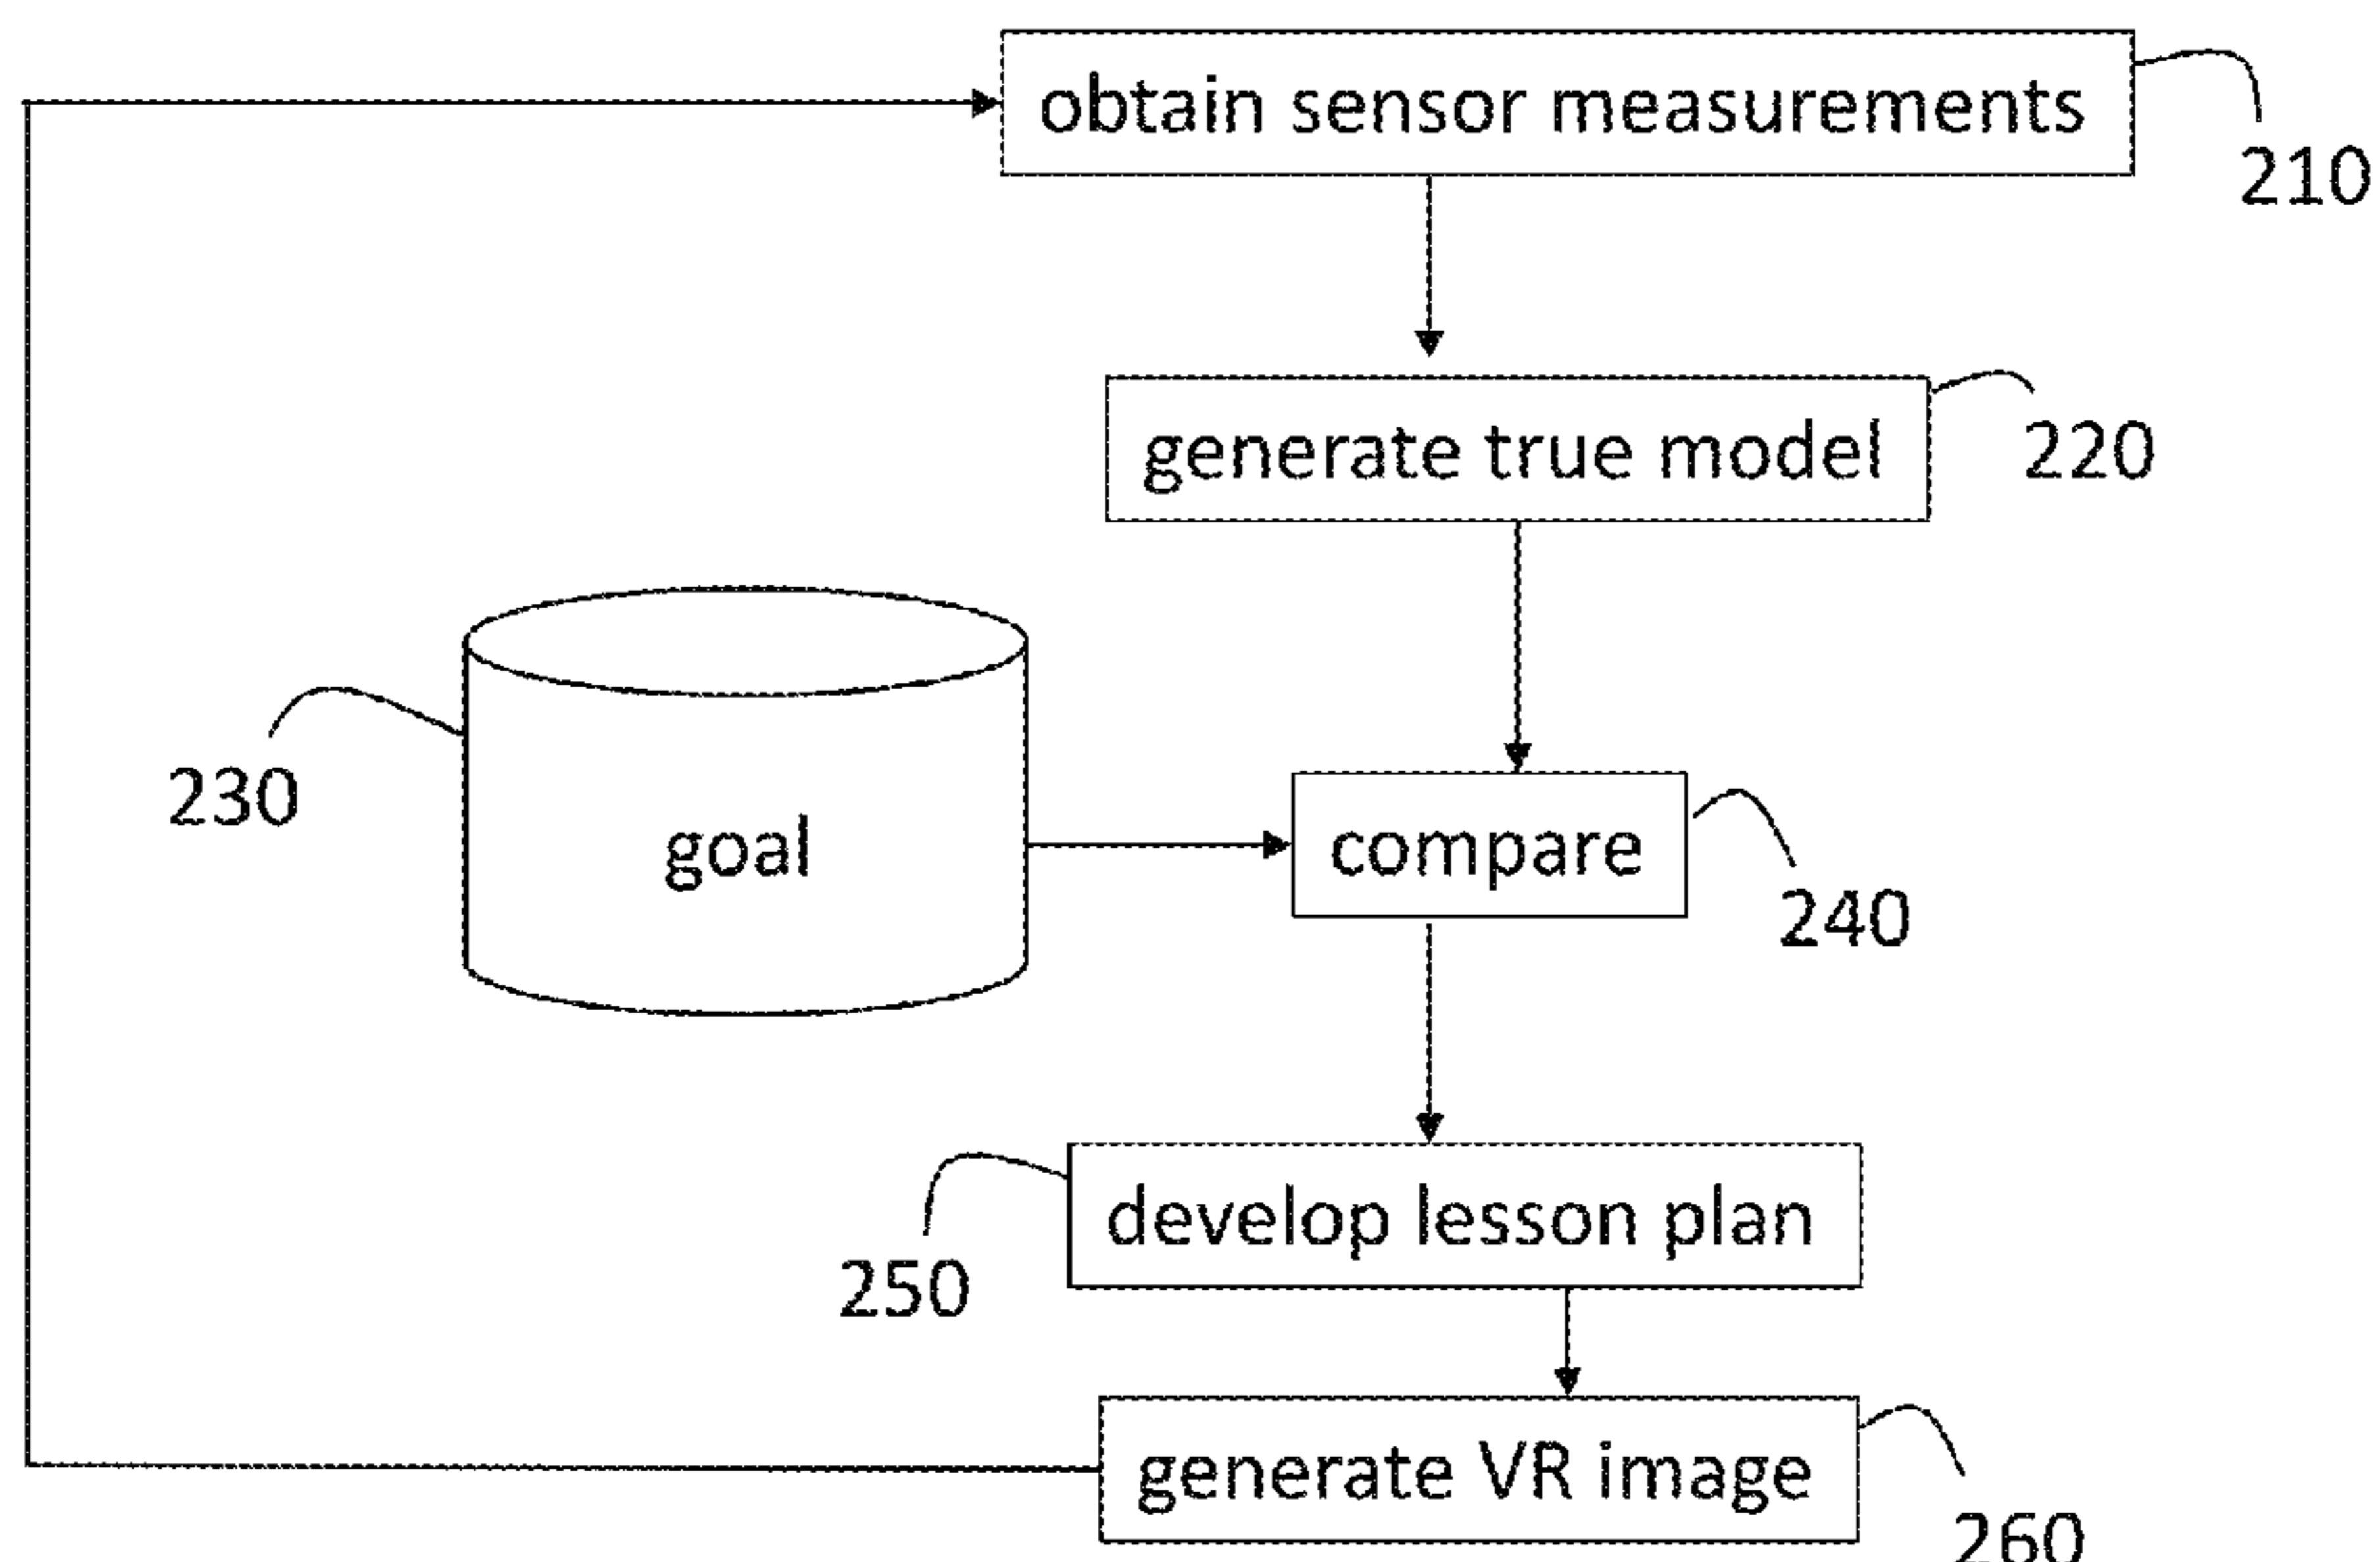 obtain sensor measurements
210
generate true model
220
230
goal
compare
240
develop lesson plan
250
generate VR image
260